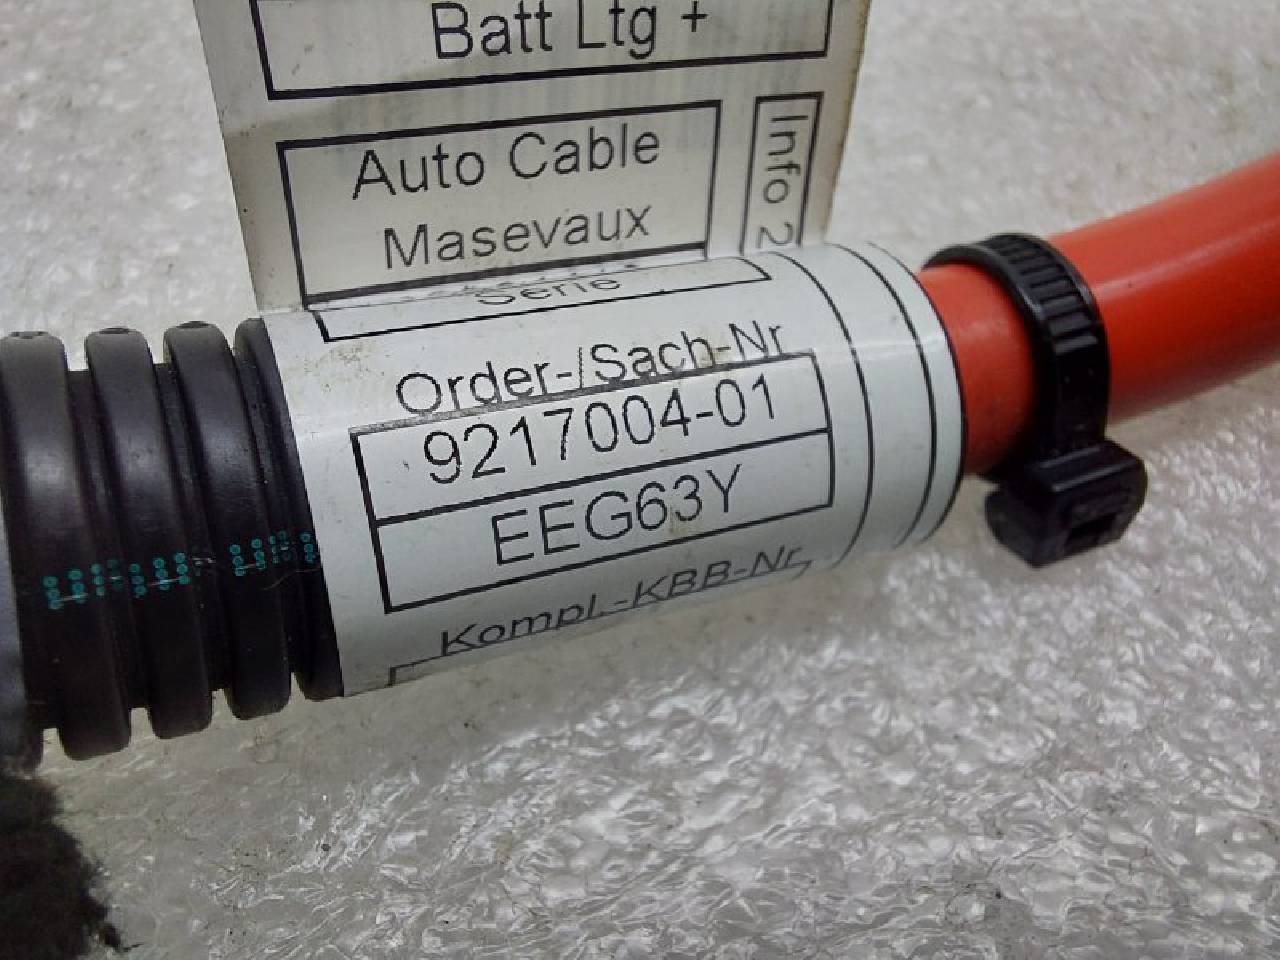 Batt Ltg +
Auto Cable
Masevaux
Info 2
Serie
Order-/Sach-Nr
9217004-01
EEG63Y
Kompl.-KBB-Nr